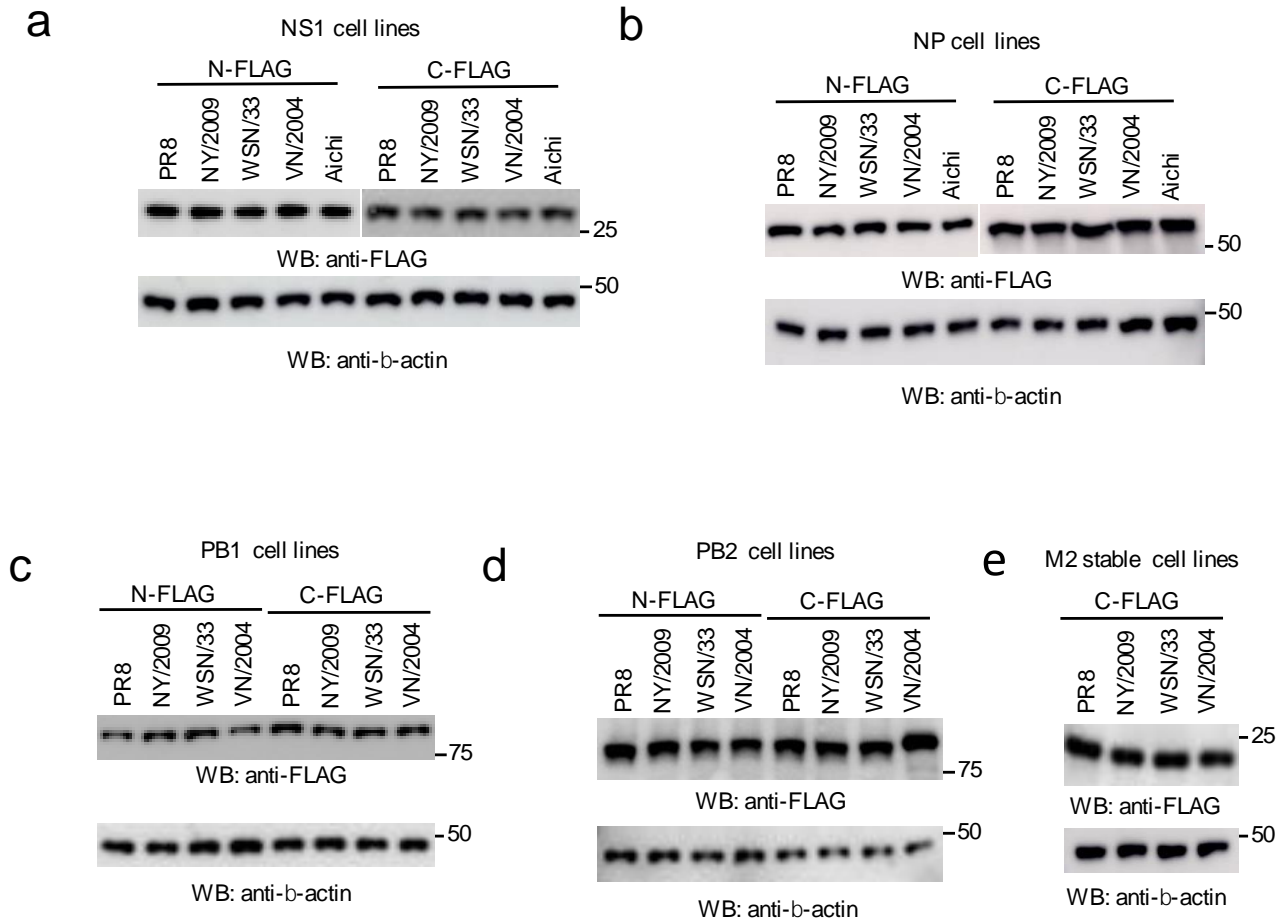 a
NS1 cell lines
N-FLAG C-FLAG
PR8 NY/2009 WSN/33 VN/2004 Aichi PR8 NY/2009 WSN/33 VN/2004 Aichi
25
WB: anti-FLAG
50
WB: anti-b-actin
b
NP cell lines
N-FLAG C-FLAG
PR8 NY/2009 WSN/33 VN/2004 Aichi PR8 NY/2009 WSN/33 VN/2004 Aichi
50
WB: anti-FLAG
50
WB: anti-b-actin
c
PB1 cell lines
N-FLAG C-FLAG
PR8 NY/2009 WSN/33 VN/2004 PR8 NY/2009 WSN/33 VN/2004
75
WB: anti-FLAG
50
WB: anti-b-actin
d
PB2 cell lines
N-FLAG C-FLAG
PR8 NY/2009 WSN/33 VN/2004 PR8 NY/2009 WSN/33 VN/2004
75
WB: anti-FLAG
50
WB: anti-b-actin
e
M2 stable cell lines
C-FLAG
PR8 NY/2009 WSN/33 VN/2004
25
WB: anti-FLAG
50
WB: anti-b-actin